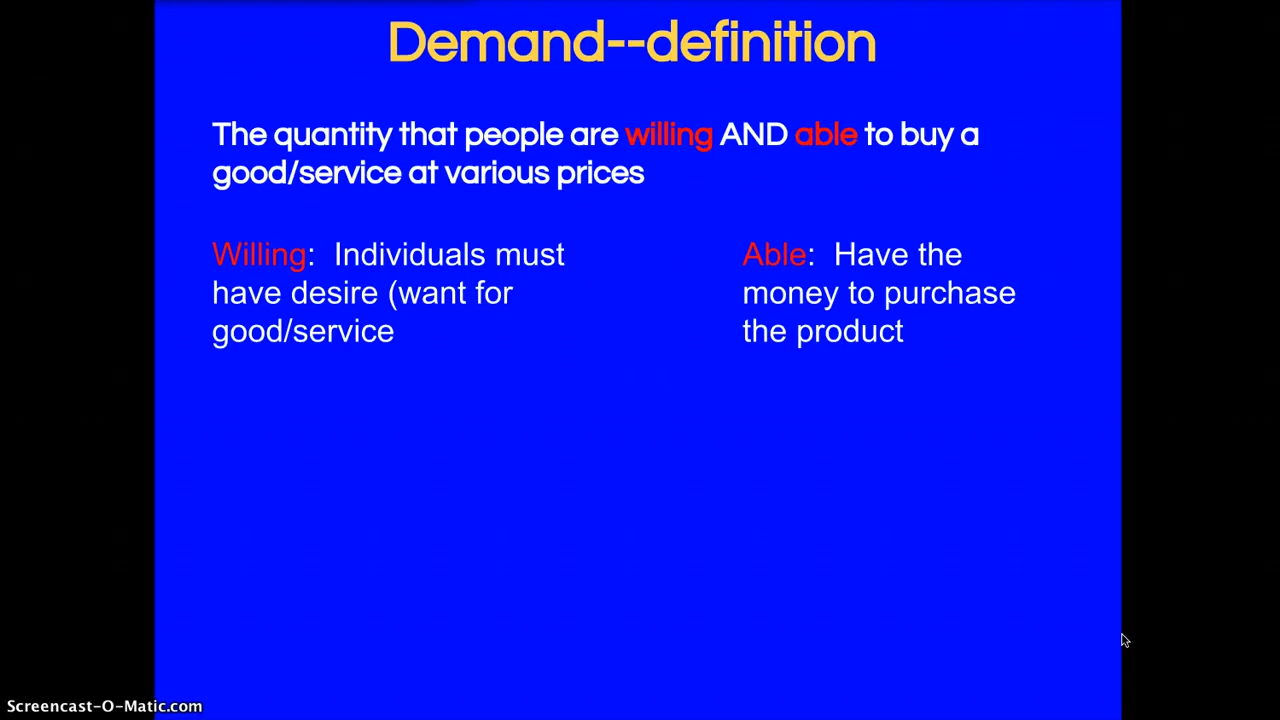 Demand--definition
The quantity that people are willing AND able to buy a
good/service at various prices
Willing:  Individuals must
have desire (want for
good/service
Able:  Have the
money to purchase
the product
Screencast-O-Matic.com